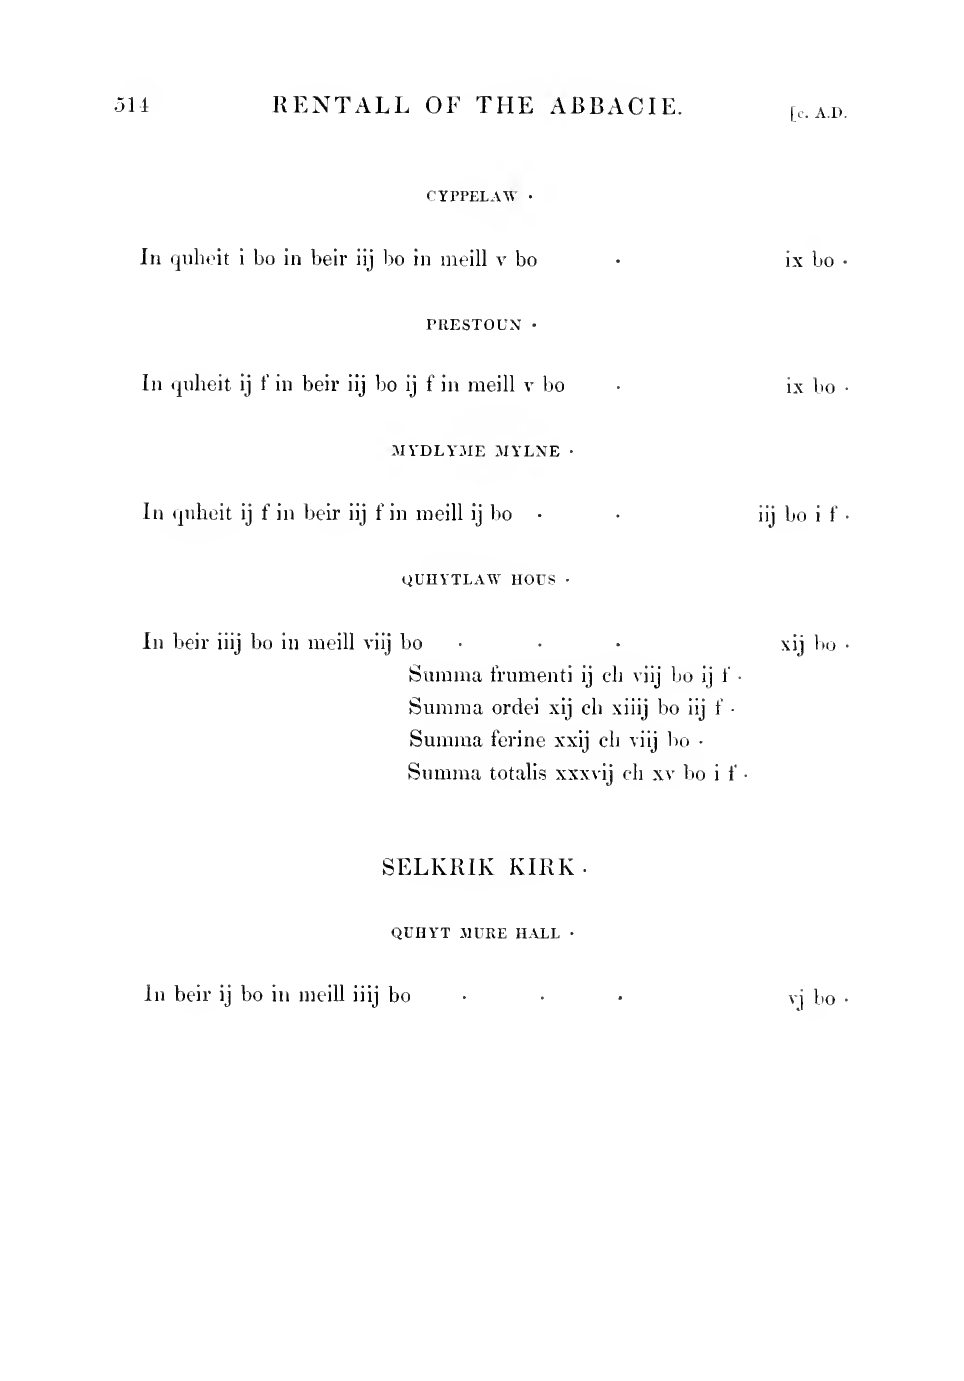 514 RENTALL OF THE ABBACIE. [c. A.D.
CYPPELAW ·
In quheit i bo in beir iij bo in meill v bo · ix bo ·
PRESTOUN ·
In quheit ij f in beir iij bo ij f in meill v bo · ix bo ·
MYDLYME MYLNE ·
In quheit ij f in beir iij f in meill ij bo · · iij bo i f ·
QUHYTLAW HOUS ·
In beir iiij bo in meill viij bo · · · xij bo ·
Summa frumenti ij ch viij bo ij f ·
Summa ordei xij ch xiiij bo iij f ·
Summa ferine xxij ch viij bo ·
Summa totalis xxxvij ch xv bo i f ·
SELKRIK KIRK ·
QUHYT MURE HALL ·
In beir ij bo in meill iiij bo · · · vj bo ·